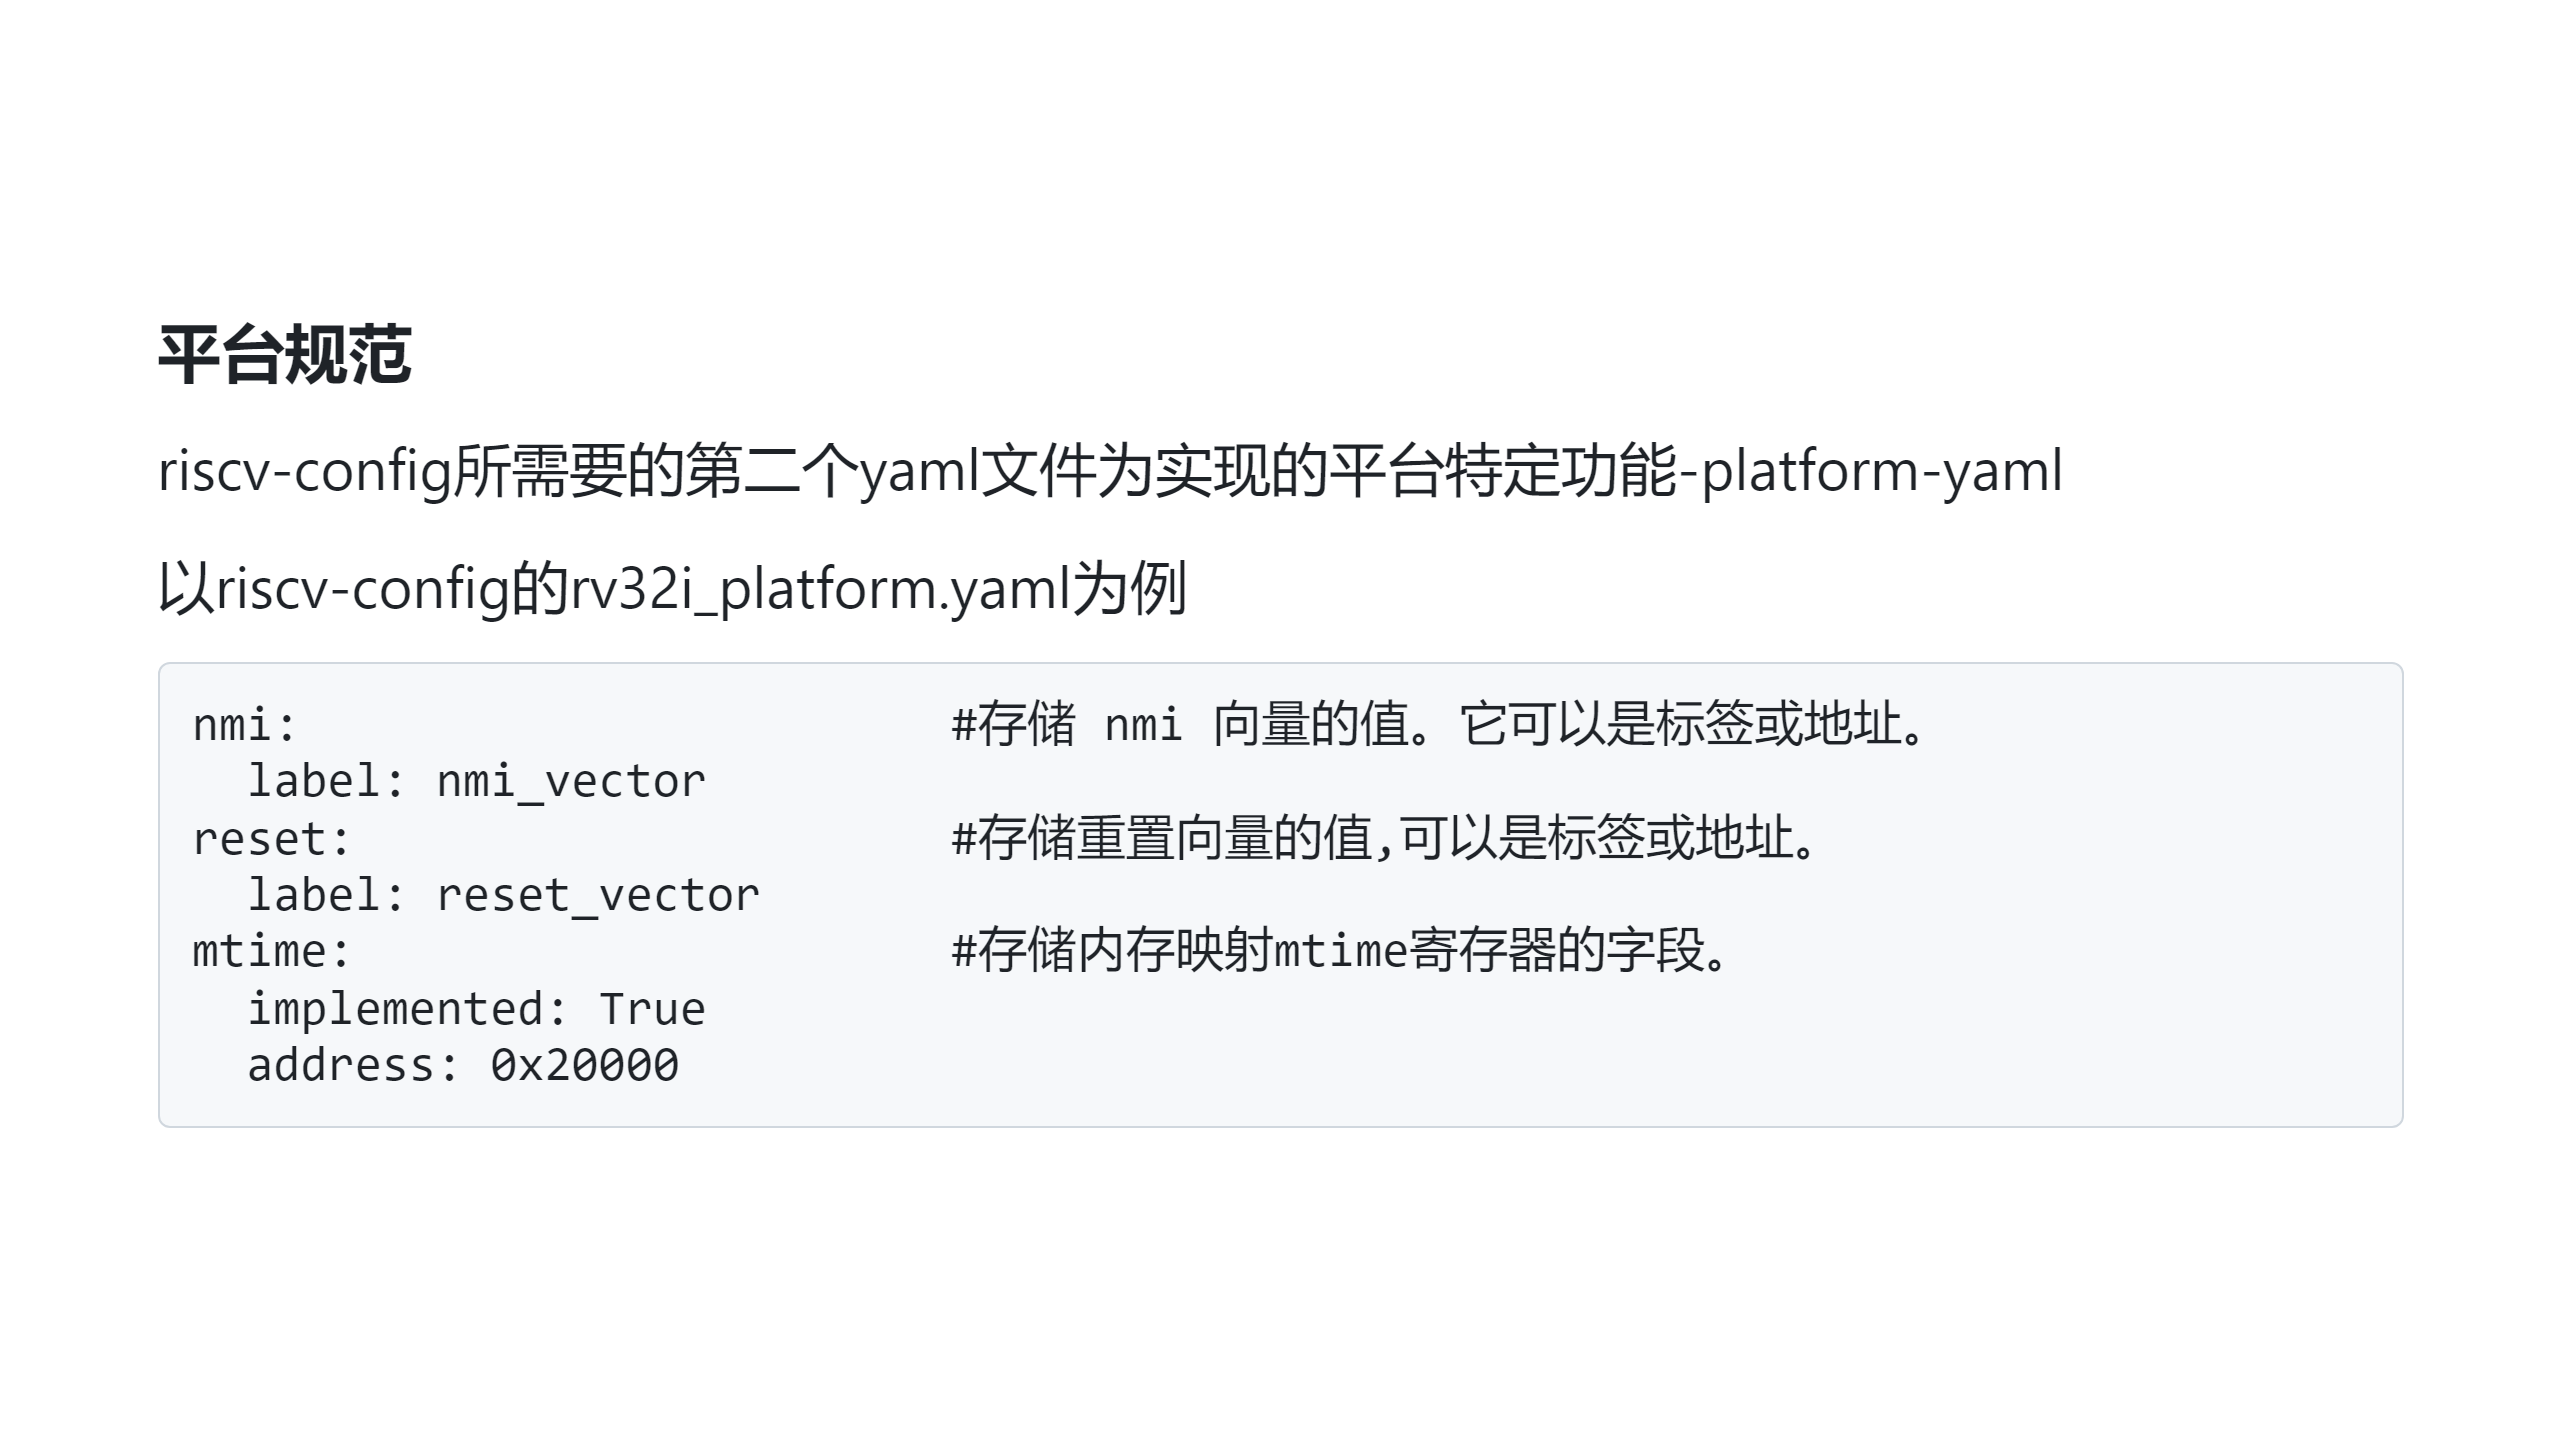 平台规范
riscv-config所需要的第二个yaml文件为实现的平台特定功能-platform-yaml
以riscv-config的rv32i_platform.yaml为例
nmi:                            #存储 nmi 向量的值。它可以是标签或地址。
  label: nmi_vector
reset:                          #存储重置向量的值,可以是标签或地址。
  label: reset_vector
mtime:                          #存储内存映射mtime寄存器的字段。
  implemented: True
  address: 0x20000